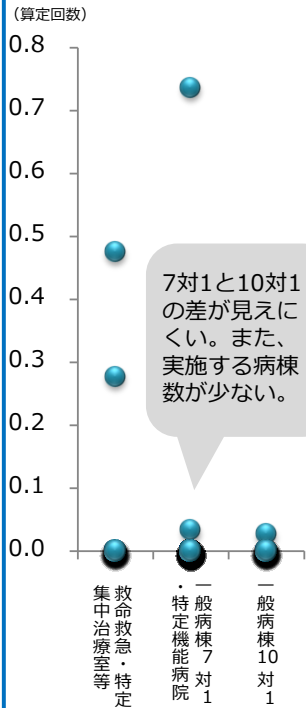 （算定回数）
0.8
0.7
0.6
0.5
0.4
0.3
0.2
0.1
0.0
7対1と10対1
の差が見えに
くい。また、
実施する病棟
数が少ない。
救命救急・特定
集中治療室等
一般病棟７対１
・特定機能病院
一般病棟10対１